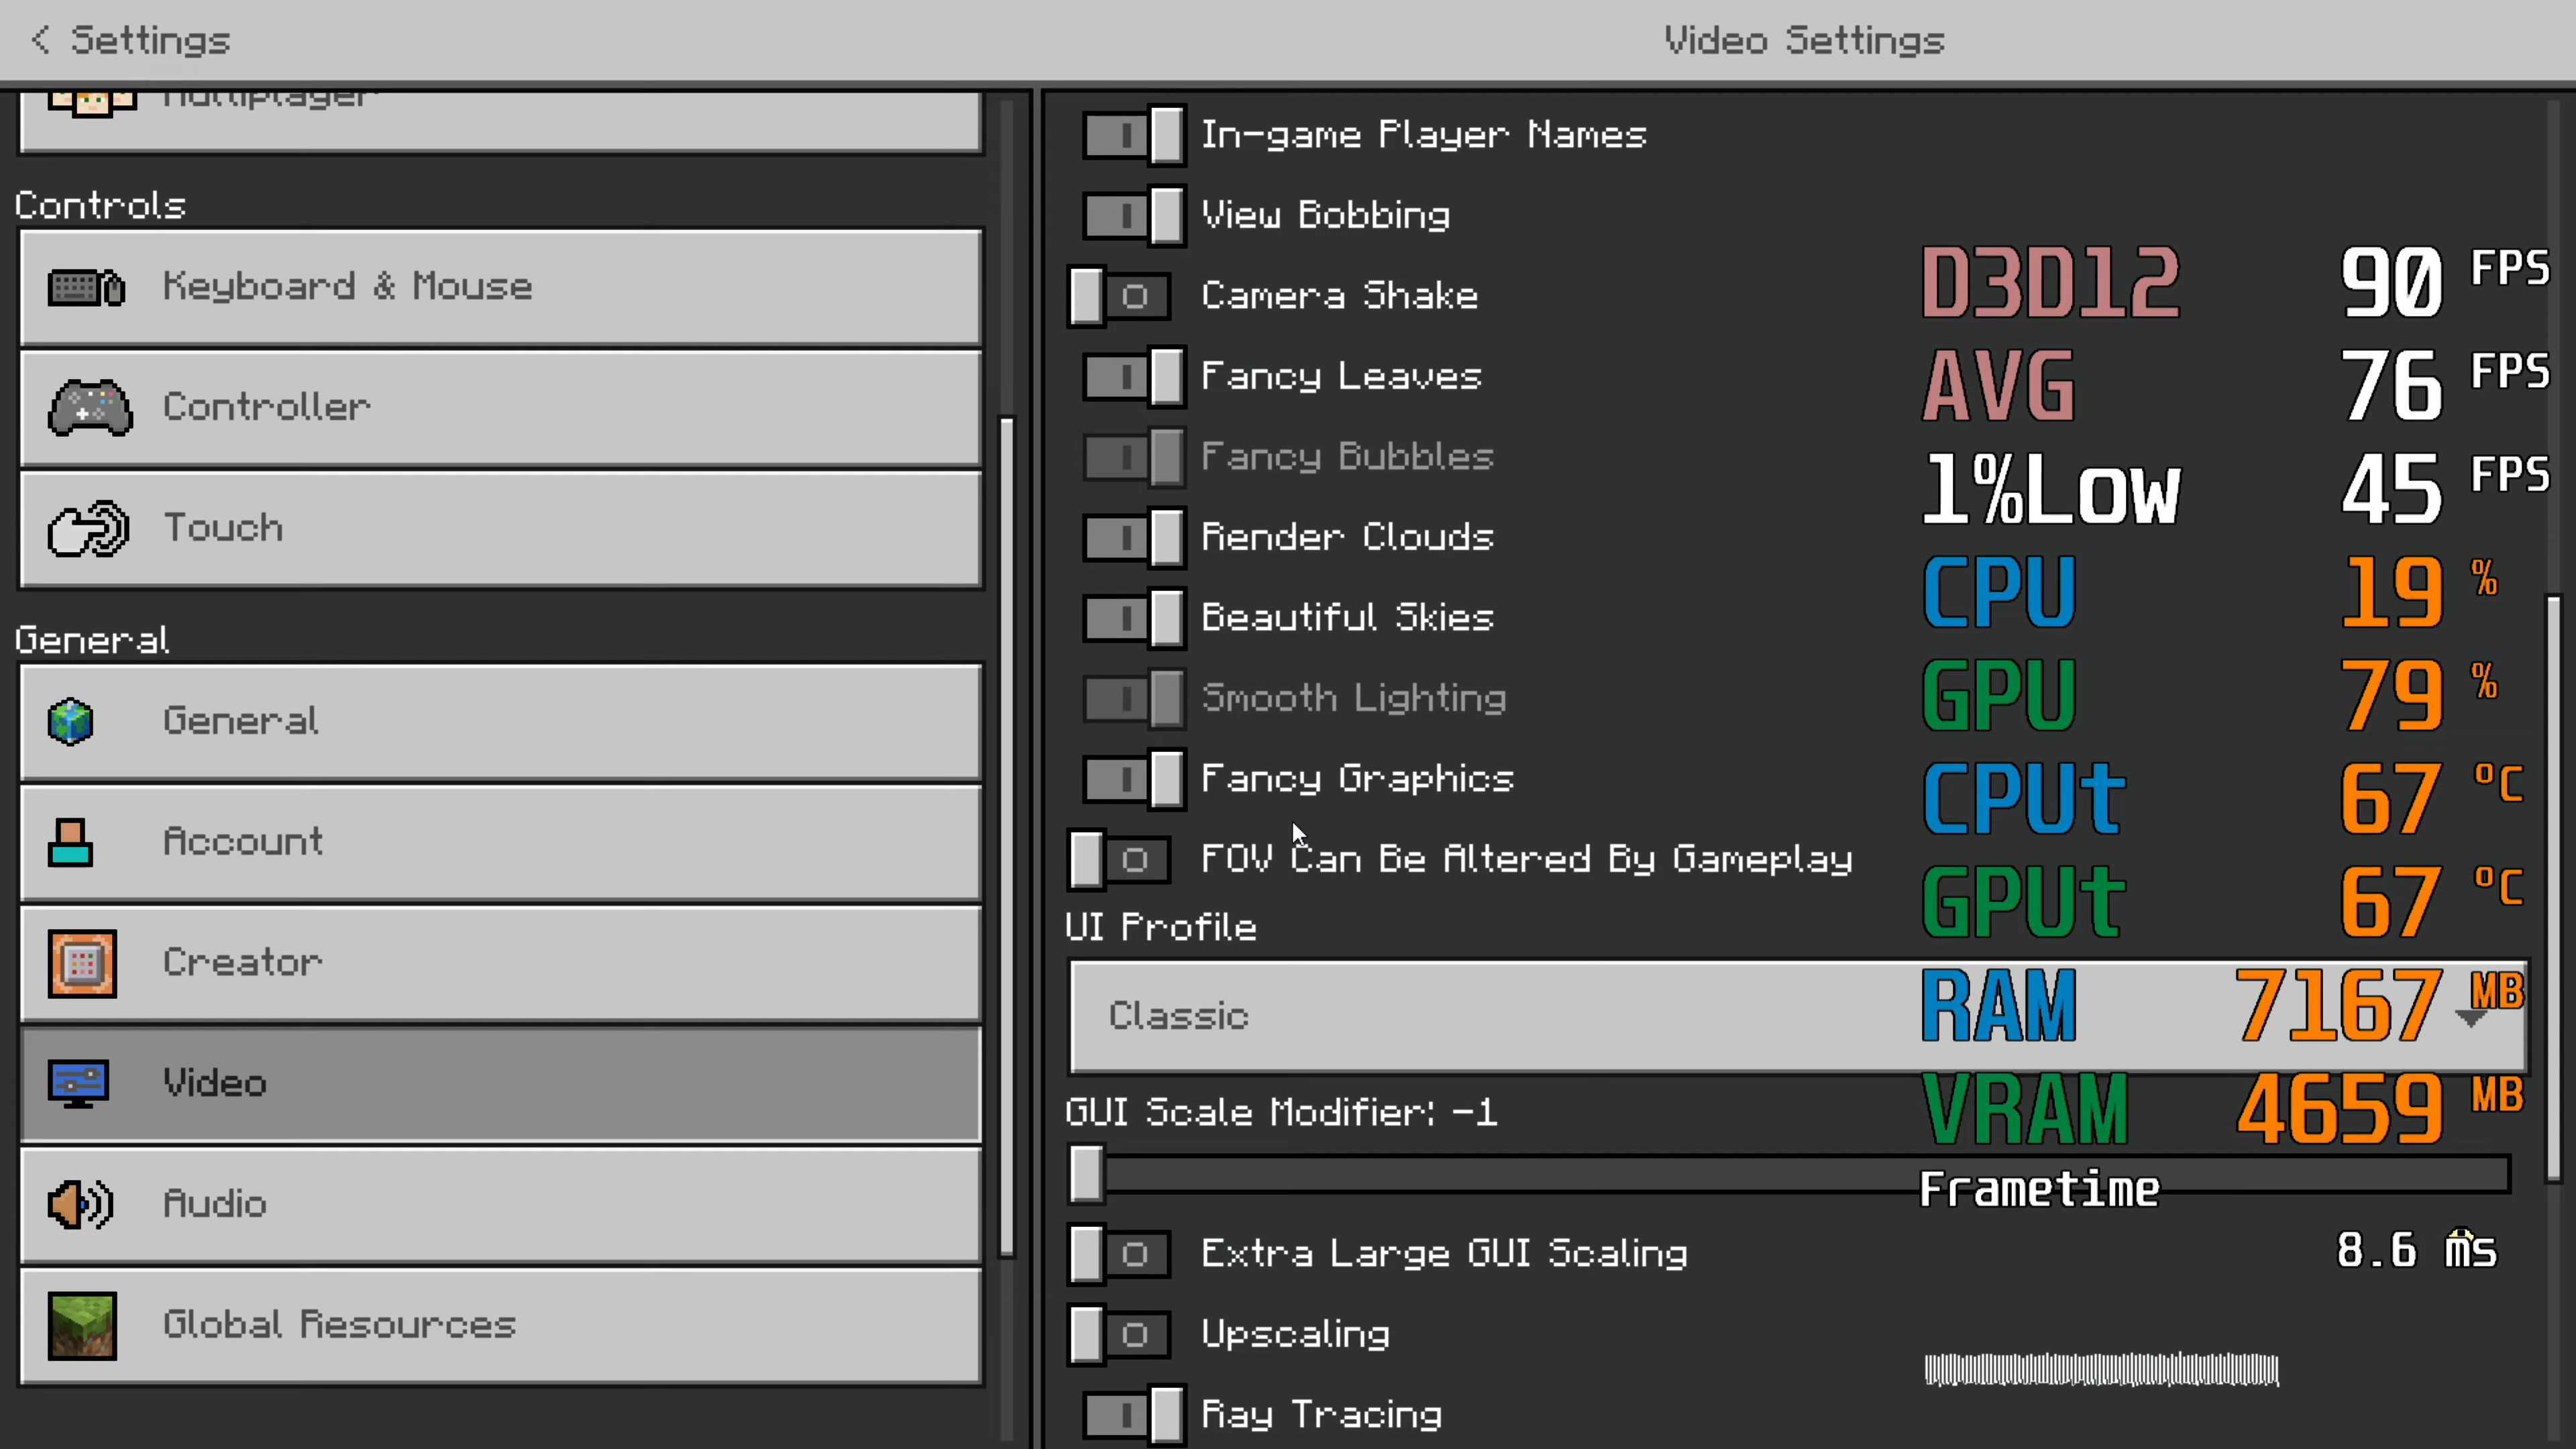 < Settings
Video Settings
Multiplayer
Controls
Keyboard & Mouse
Controller
Touch
General
General
Account
Creator
Video
Audio
Global Resources
In-game Player Names
View Bobbing
Camera Shake
Fancy Leaves
Fancy Bubbles
Render Clouds
Beautiful Skies
Smooth Lighting
Fancy Graphics
FOV Can Be Altered By Gameplay
UI Profile
Classic
GUI Scale Modifier: -1
Extra Large GUI Scaling
Upscaling
Ray Tracing
D3D12 90 FPS
AVG 76 FPS
1%Low 45 FPS
CPU 19 %
GPU 79 %
CPUt 67 °C
GPUt 67 °C
RAM 7167 MB
VRAM 4659 MB
Frametime
8.6 ms